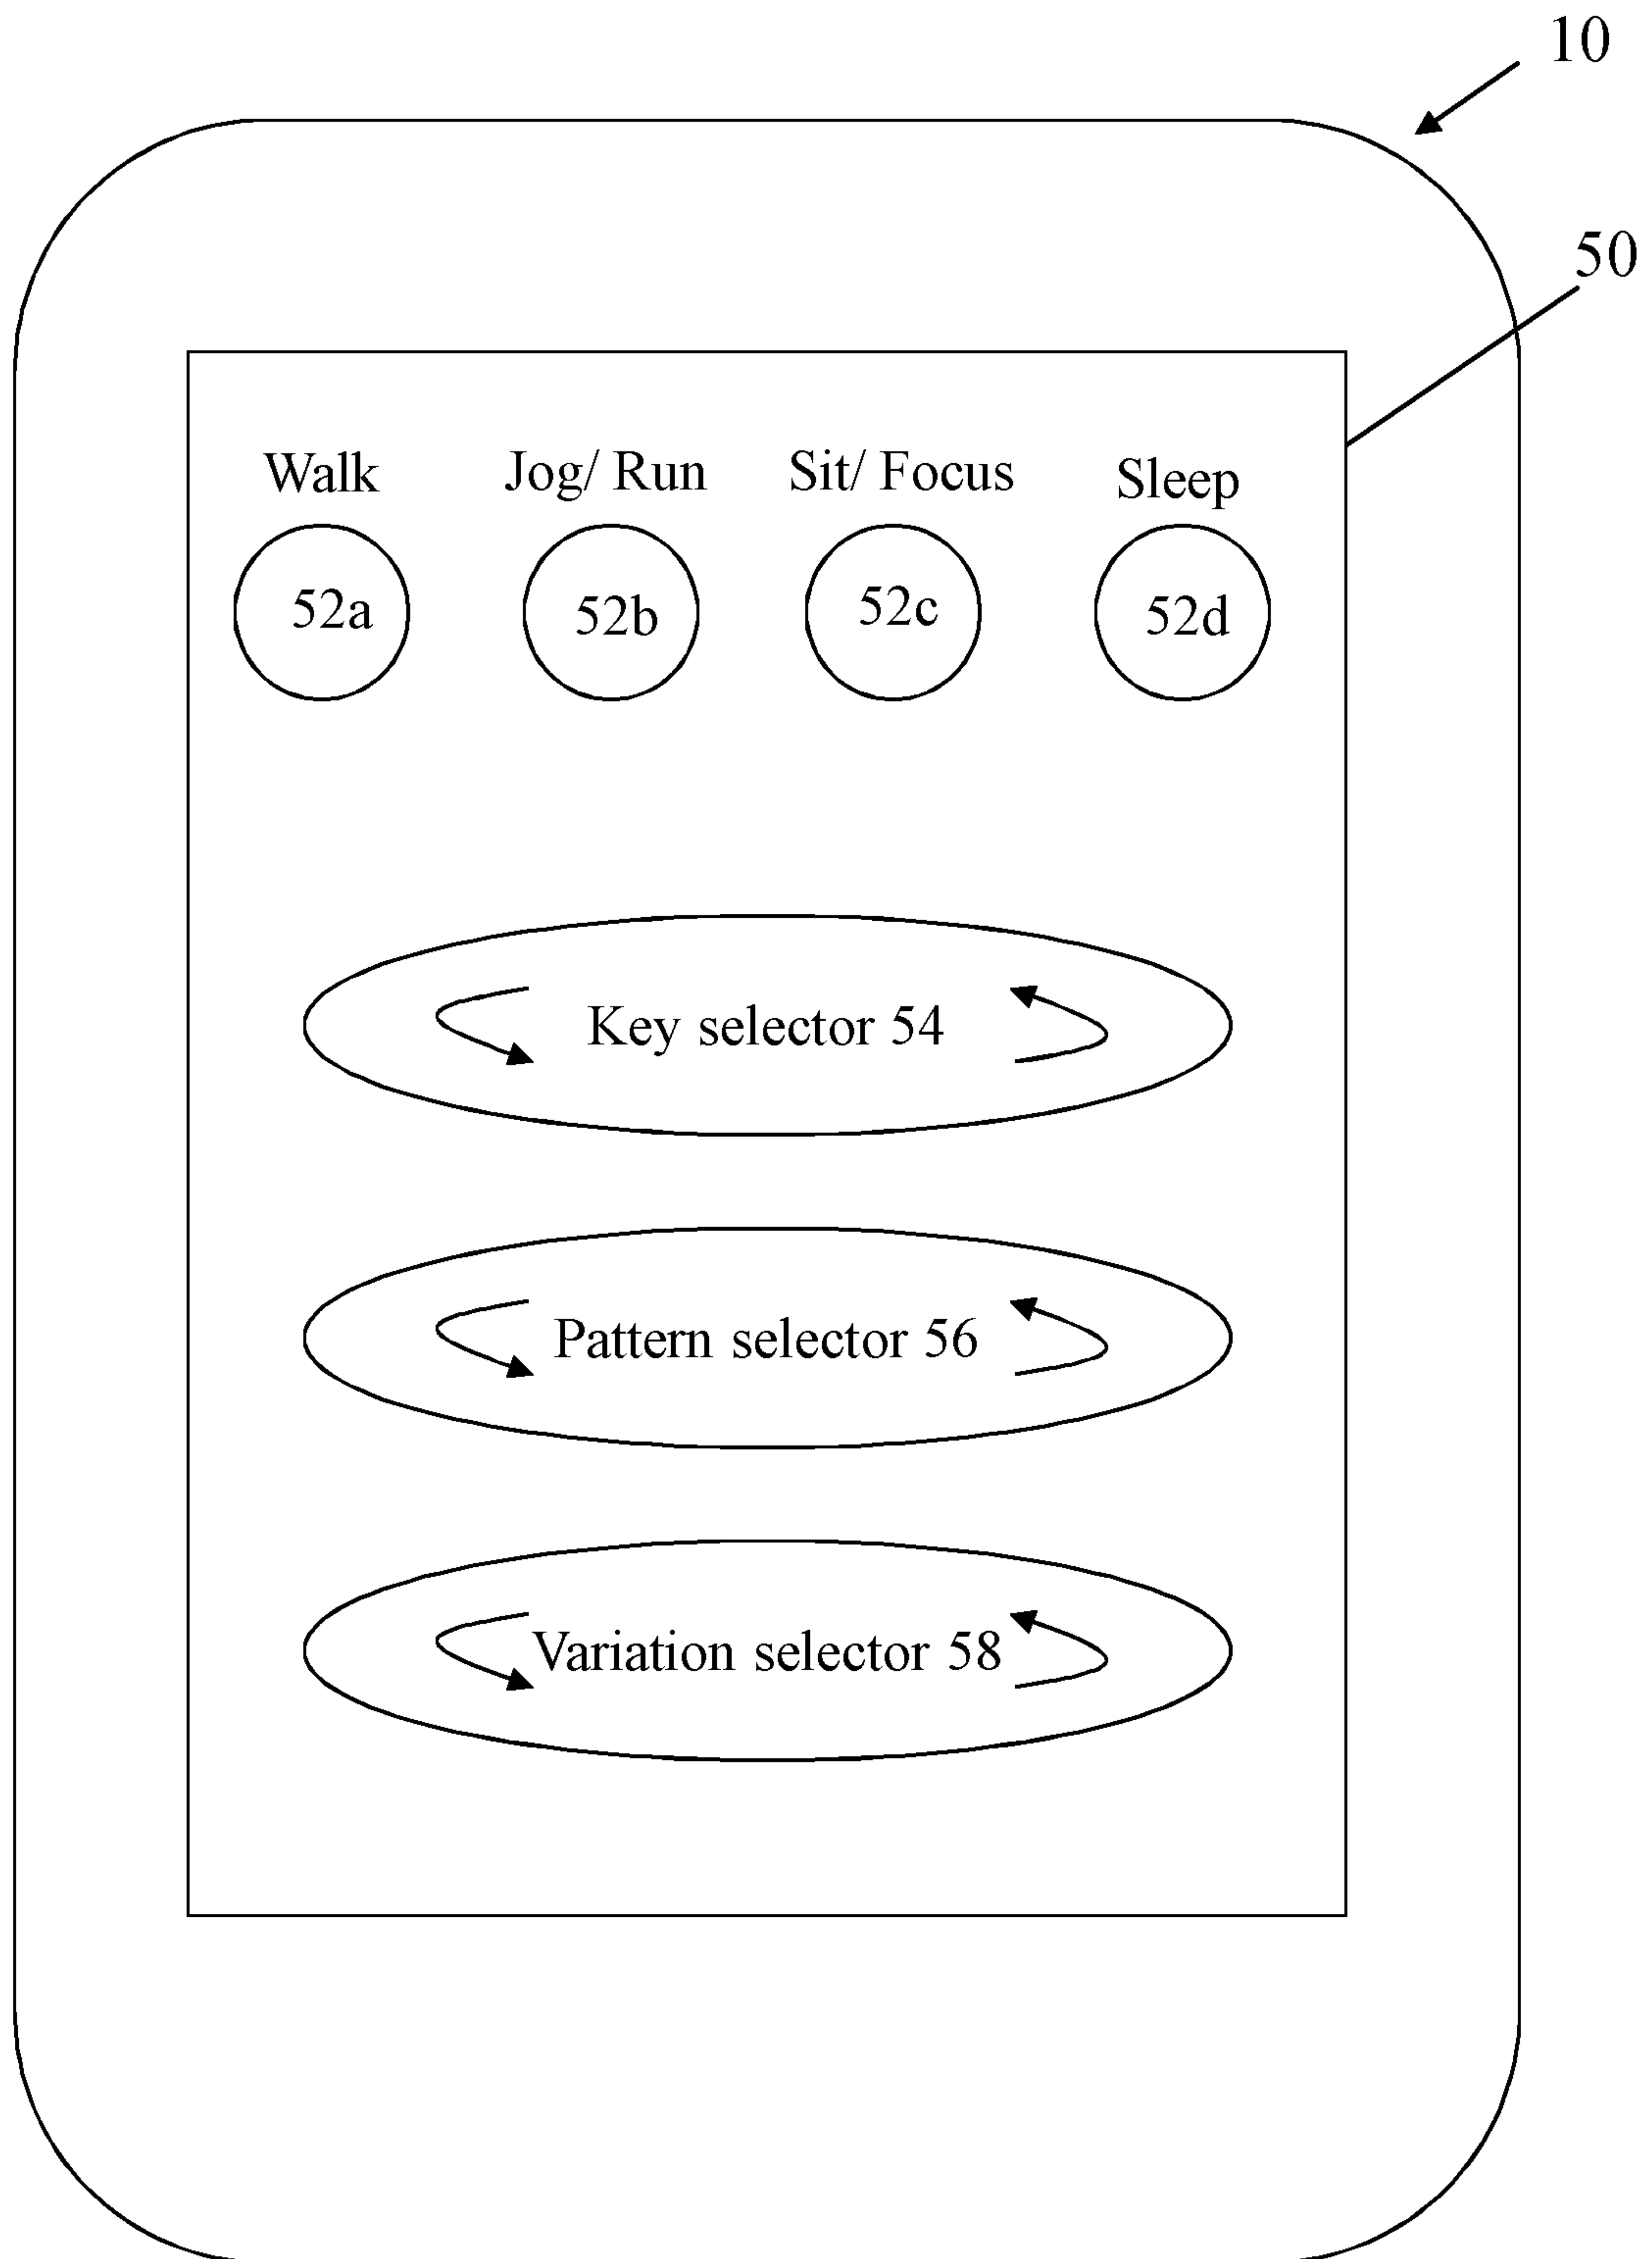 10
50
Walk Jog/ Run Sit/ Focus Sleep
52a 52b 52c 52d
Key selector 54
Pattern selector 56
Variation selector 58